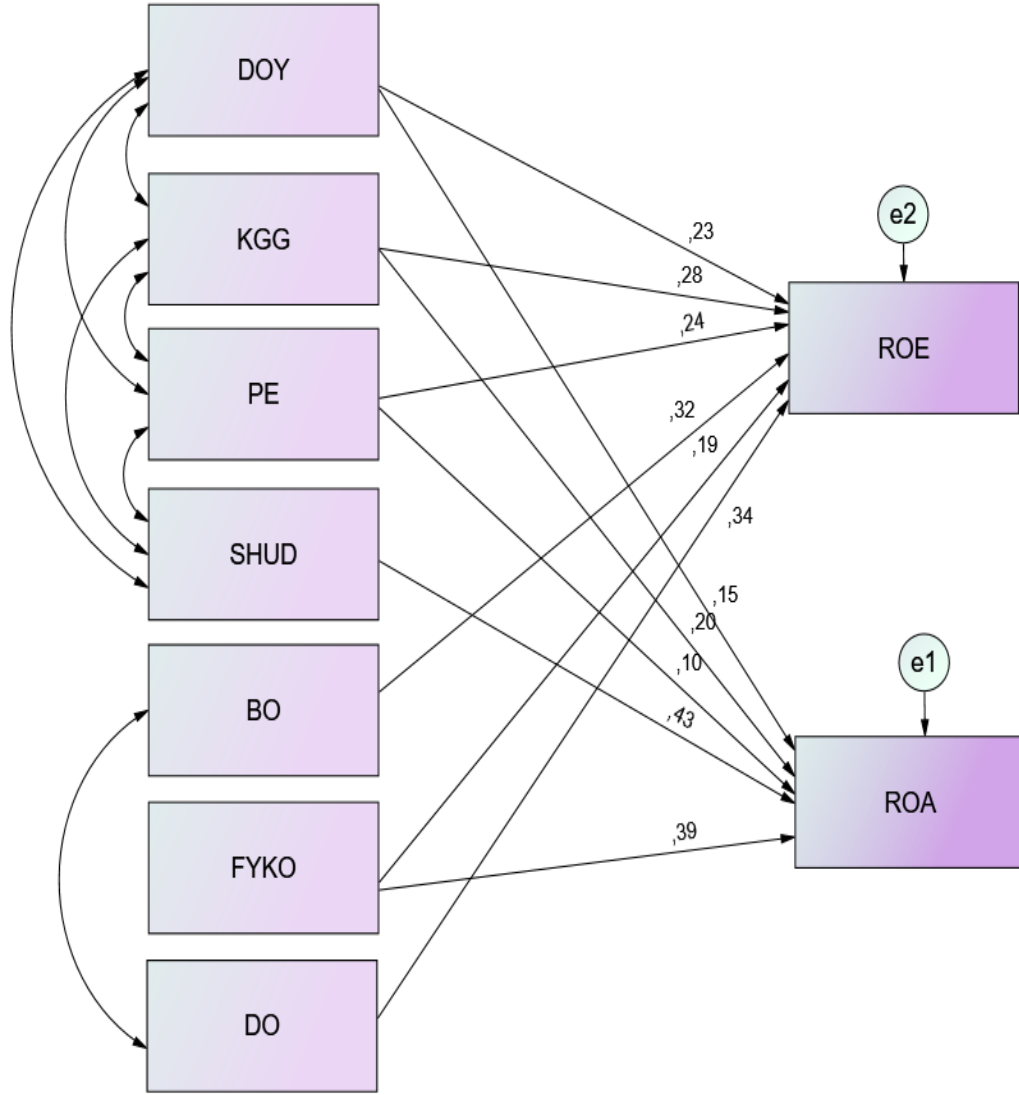 DOY
KGG
PE
SHUD
BO
FYKO
DO
,23
,28
,24
,32
,19
,34
,15
,20
,10
,43
,39
e2
ROE
e1
ROA